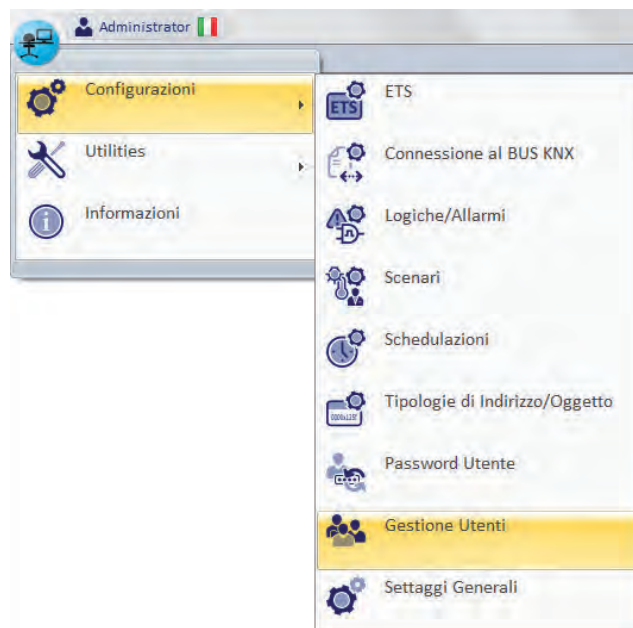 Administrator
Configurazioni
Utilities
Informazioni
ETS
ETS
Connessione al BUS KNX
Logiche/Allarmi
Scenari
Schedulazioni
Tipologie di Indirizzo/Oggetto
Password Utente
Gestione Utenti
Settaggi Generali